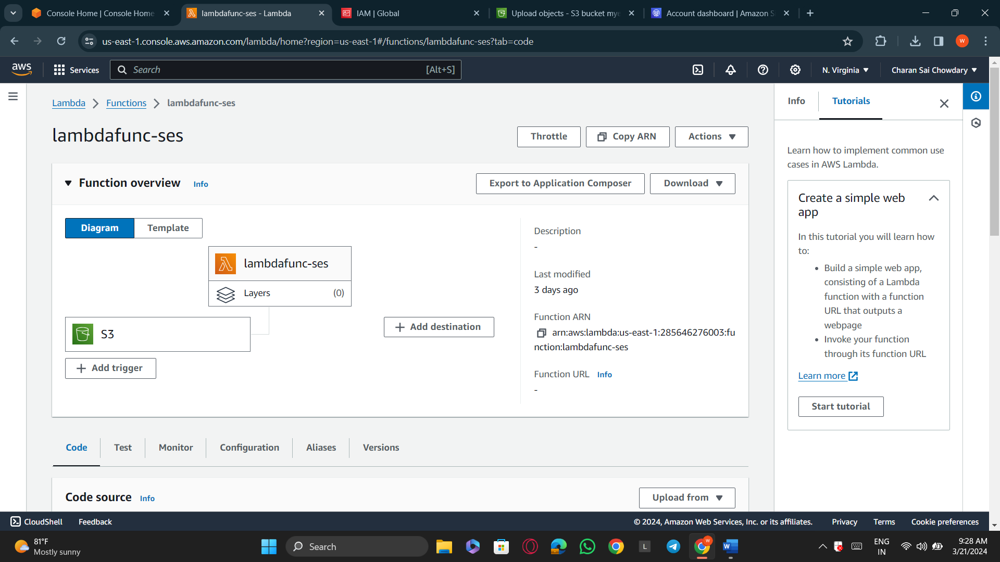 Console Home | Console Home
lambdafunc-ses - Lambda
IAM | Global
Upload objects - S3 bucket mye
Account dashboard | Amazon S
us-east-1.console.aws.amazon.com/lambda/home?region=us-east-1#/functions/lambdafunc-ses?tab=code
W
aws
Services
Search
[Alt+S]
N. Virginia
Charan Sai Chowdary
Lambda
Functions
lambdafunc-ses
lambdafunc-ses
Throttle
Copy ARN
Actions
Function overview
Info
Export to Application Composer
Download
Diagram
Template
lambdafunc-ses
Layers
(0)
S3
+ Add trigger
+ Add destination
Description
-
Last modified
3 days ago
Function ARN
arn:aws:lambda:us-east-1:285646276003:fu
nction:lambdafunc-ses
Function URL
Info
-
Code
Test
Monitor
Configuration
Aliases
Versions
Code source
Info
Upload from
Info
Tutorials
Learn how to implement common use
cases in AWS Lambda.
Create a simple web
app
In this tutorial you will learn how
to:
• Build a simple web app,
consisting of a Lambda
function with a function
URL that outputs a
webpage
• Invoke your function
through its function URL
Learn more
Start tutorial
CloudShell
Feedback
© 2024, Amazon Web Services, Inc. or its affiliates.
Privacy
Terms
Cookie preferences
81°F
Mostly sunny
Search
L
W
W
ENG
IN
9:28 AM
3/21/2024